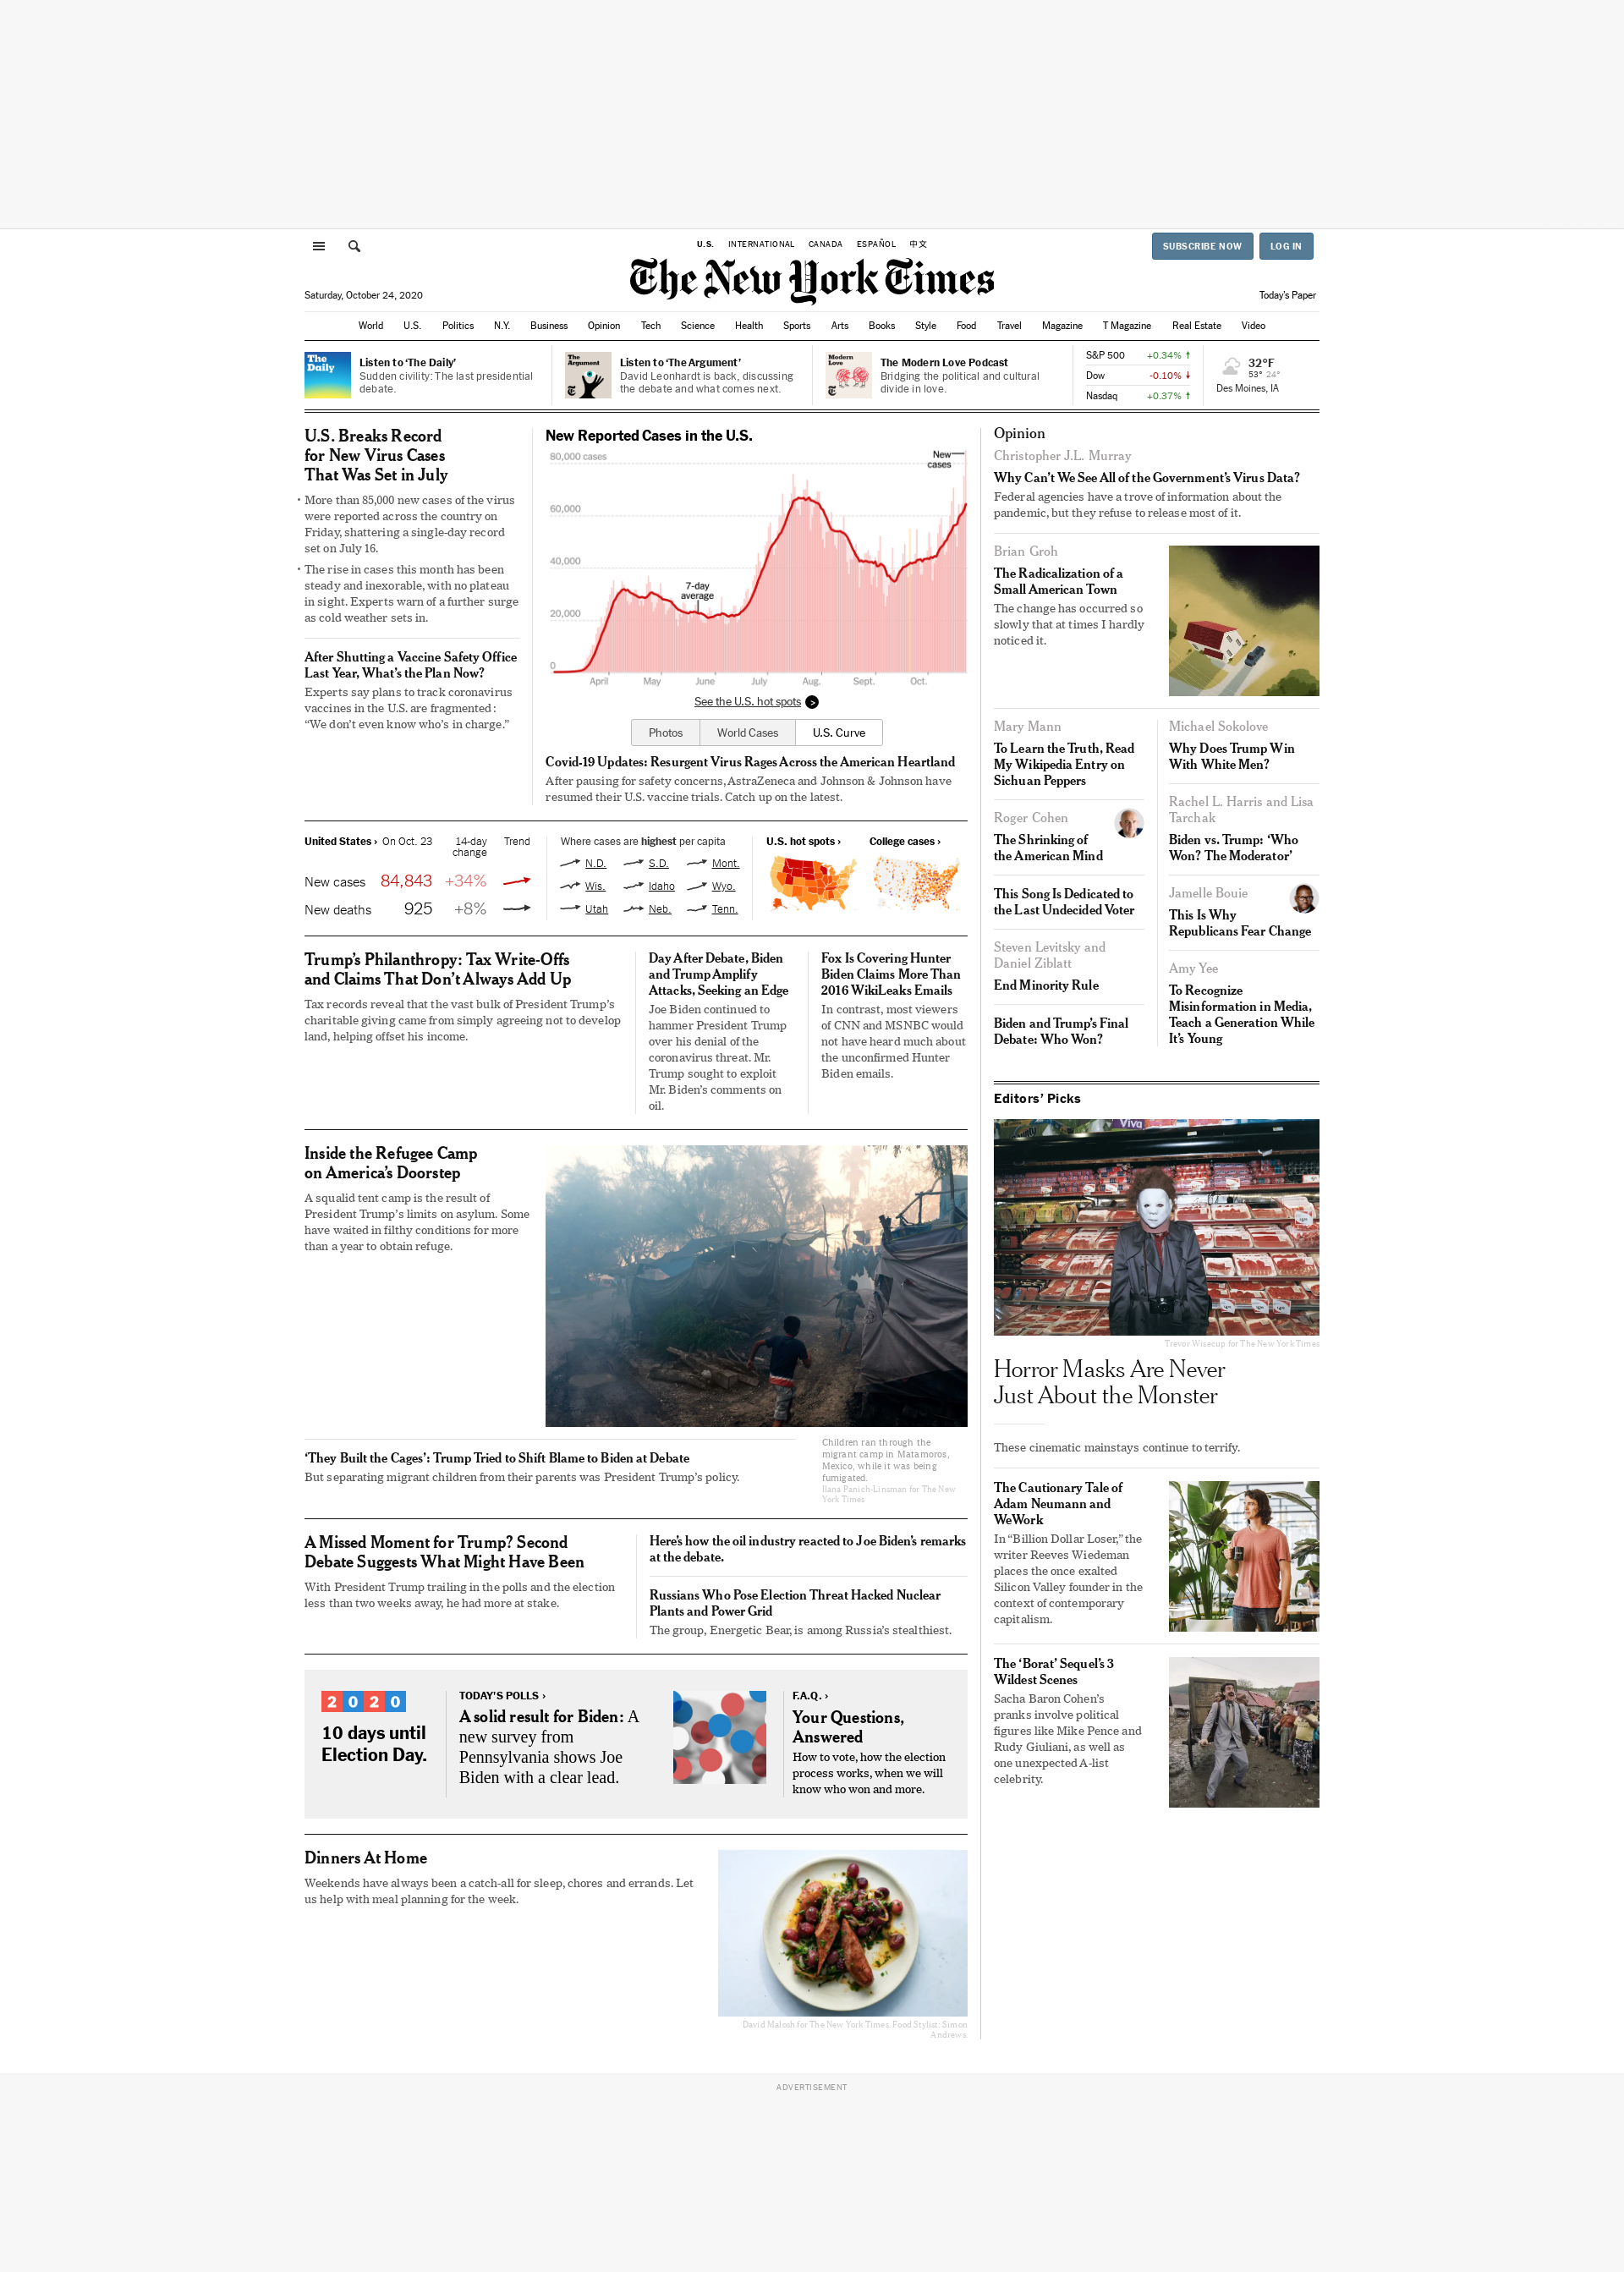 U.S. INTERNATIONAL CANADA ESPAÑOL 中文
SUBSCRIBE NOW
LOG IN
The New York Times
Saturday, October 24, 2020
Today's Paper
World U.S. Politics N.Y. Business Opinion Tech Science Health Sports Arts Books Style Food Travel Magazine T Magazine Real Estate Video
The
Daily
Listen to ‘The Daily’
Sudden civility: The last presidential
debate.
The
Argument
Listen to ‘The Argument’
David Leonhardt is back, discussing
the debate and what comes next.
Modern
Love
The Modern Love Podcast
Bridging the political and cultural
divide in love.
S&P 500 +0.34% ↑
Dow -0.10% ↓
Nasdaq +0.37% ↑
32°F
53° 24°
Des Moines, IA
U.S. Breaks Record
for New Virus Cases
That Was Set in July
• More than 85,000 new cases of the virus
were reported across the country on
Friday, shattering a single-day record
set on July 16.
• The rise in cases this month has been
steady and inexorable, with no plateau
in sight. Experts warn of a further surge
as cold weather sets in.
After Shutting a Vaccine Safety Office
Last Year, What’s the Plan Now?
Experts say plans to track coronavirus
vaccines in the U.S. are fragmented:
“We don’t even know who’s in charge.”
New Reported Cases in the U.S.
80,000 cases
New
cases
60,000
40,000
7-day
average
20,000
0
April May June July Aug. Sept. Oct.
See the U.S. hot spots >
Photos World Cases U.S. Curve
Covid-19 Updates: Resurgent Virus Rages Across the American Heartland
After pausing for safety concerns, AstraZeneca and Johnson & Johnson have
resumed their U.S. vaccine trials. Catch up on the latest.
United States › On Oct. 23 14-day
change Trend
New cases 84,843 +34%
New deaths 925 +8%
Where cases are highest per capita
N.D. S.D. Mont.
Wis. Idaho Wyo.
Utah Neb. Tenn.
U.S. hot spots ›
College cases ›
Trump’s Philanthropy: Tax Write-Offs
and Claims That Don’t Always Add Up
Tax records reveal that the vast bulk of President Trump’s
charitable giving came from simply agreeing not to develop
land, helping offset his income.
Day After Debate, Biden
and Trump Amplify
Attacks, Seeking an Edge
Joe Biden continued to
hammer President Trump
over his denial of the
coronavirus threat. Mr.
Trump sought to exploit
Mr. Biden’s comments on
oil.
Fox Is Covering Hunter
Biden Claims More Than
2016 WikiLeaks Emails
In contrast, most viewers
of CNN and MSNBC would
not have heard much about
the unconfirmed Hunter
Biden emails.
Inside the Refugee Camp
on America’s Doorstep
A squalid tent camp is the result of
President Trump’s limits on asylum. Some
have waited in filthy conditions for more
than a year to obtain refuge.
‘They Built the Cages’: Trump Tried to Shift Blame to Biden at Debate
But separating migrant children from their parents was President Trump’s policy.
Children ran through the
migrant camp in Matamoros,
Mexico, while it was being
fumigated.
Ilana Panich-Linsman for The New
York Times
A Missed Moment for Trump? Second
Debate Suggests What Might Have Been
With President Trump trailing in the polls and the election
less than two weeks away, he had more at stake.
Here’s how the oil industry reacted to Joe Biden’s remarks
at the debate.
Russians Who Pose Election Threat Hacked Nuclear
Plants and Power Grid
The group, Energetic Bear, is among Russia’s stealthiest.
2020
10 days until
Election Day.
TODAY’S POLLS ›
A solid result for Biden: A
new survey from
Pennsylvania shows Joe
Biden with a clear lead.
F.A.Q. ›
Your Questions,
Answered
How to vote, how the election
process works, when we will
know who won and more.
Dinners At Home
Weekends have always been a catch-all for sleep, chores and errands. Let
us help with meal planning for the week.
David Malosh for The New York Times. Food Stylist: Simon
Andrews.
Opinion
Christopher J.L. Murray
Why Can’t We See All of the Government’s Virus Data?
Federal agencies have a trove of information about the
pandemic, but they refuse to release most of it.
Brian Groh
The Radicalization of a
Small American Town
The change has occurred so
slowly that at times I hardly
noticed it.
Mary Mann
To Learn the Truth, Read
My Wikipedia Entry on
Sichuan Peppers
Roger Cohen
The Shrinking of
the American Mind
This Song Is Dedicated to
the Last Undecided Voter
Steven Levitsky and
Daniel Ziblatt
End Minority Rule
Biden and Trump’s Final
Debate: Who Won?
Michael Sokolove
Why Does Trump Win
With White Men?
Rachel L. Harris and Lisa
Tarchak
Biden vs. Trump: ‘Who
Won? The Moderator’
Jamelle Bouie
This Is Why
Republicans Fear Change
Amy Yee
To Recognize
Misinformation in Media,
Teach a Generation While
It’s Young
Editors’ Picks
Viva
Trevor Wisecup for The New York Times
Horror Masks Are Never
Just About the Monster
These cinematic mainstays continue to terrify.
The Cautionary Tale of
Adam Neumann and
WeWork
In “Billion Dollar Loser,” the
writer Reeves Wiedeman
places the once exalted
Silicon Valley founder in the
context of contemporary
capitalism.
The ‘Borat’ Sequel’s 3
Wildest Scenes
Sacha Baron Cohen’s
pranks involve political
figures like Mike Pence and
Rudy Giuliani, as well as
one unexpected A-list
celebrity.
ADVERTISEMENT